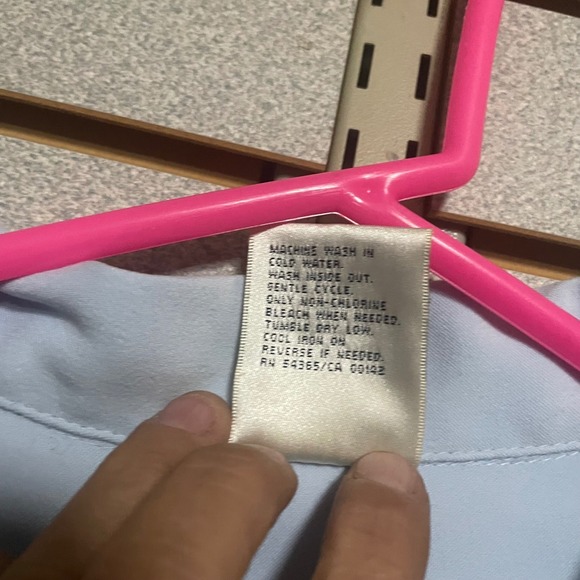 MACHINE WASH IN
COLD WATER.
WASH INSIDE OUT.
GENTLE CYCLE.
ONLY NON-CHLORINE
BLEACH WHEN NEEDED.
TUMBLE DRY LOW.
COOL IRON ON
REVERSE IF NEEDED.
RN 54365/CA 00142